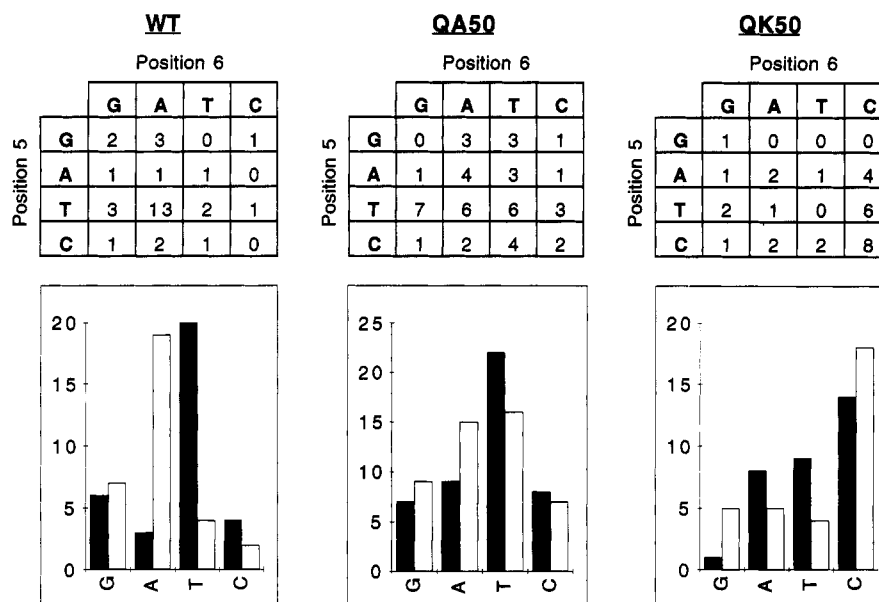 WT QA50 QK50
Position 6 Position 6 Position 6
G A T C G A T C G A T C
G 2 3 0 1 G 0 3 3 1 G 1 0 0 0
A 1 1 1 0 A 1 4 3 1 A 1 2 1 4
T 3 13 2 1 T 7 6 6 3 T 2 1 0 6
C 1 2 1 0 C 1 2 4 2 C 1 2 2 8
Position 5 Position 5 Position 5
20
15
10
5
0
G A T C
25
20
15
10
5
0
G A T C
20
15
10
5
0
G A T C